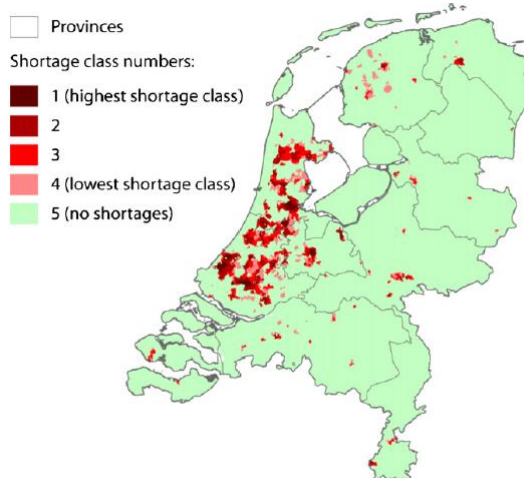 Provinces
Shortage class numbers:
1 (highest shortage class)
2
3
4 (lowest shortage class)
5 (no shortages)